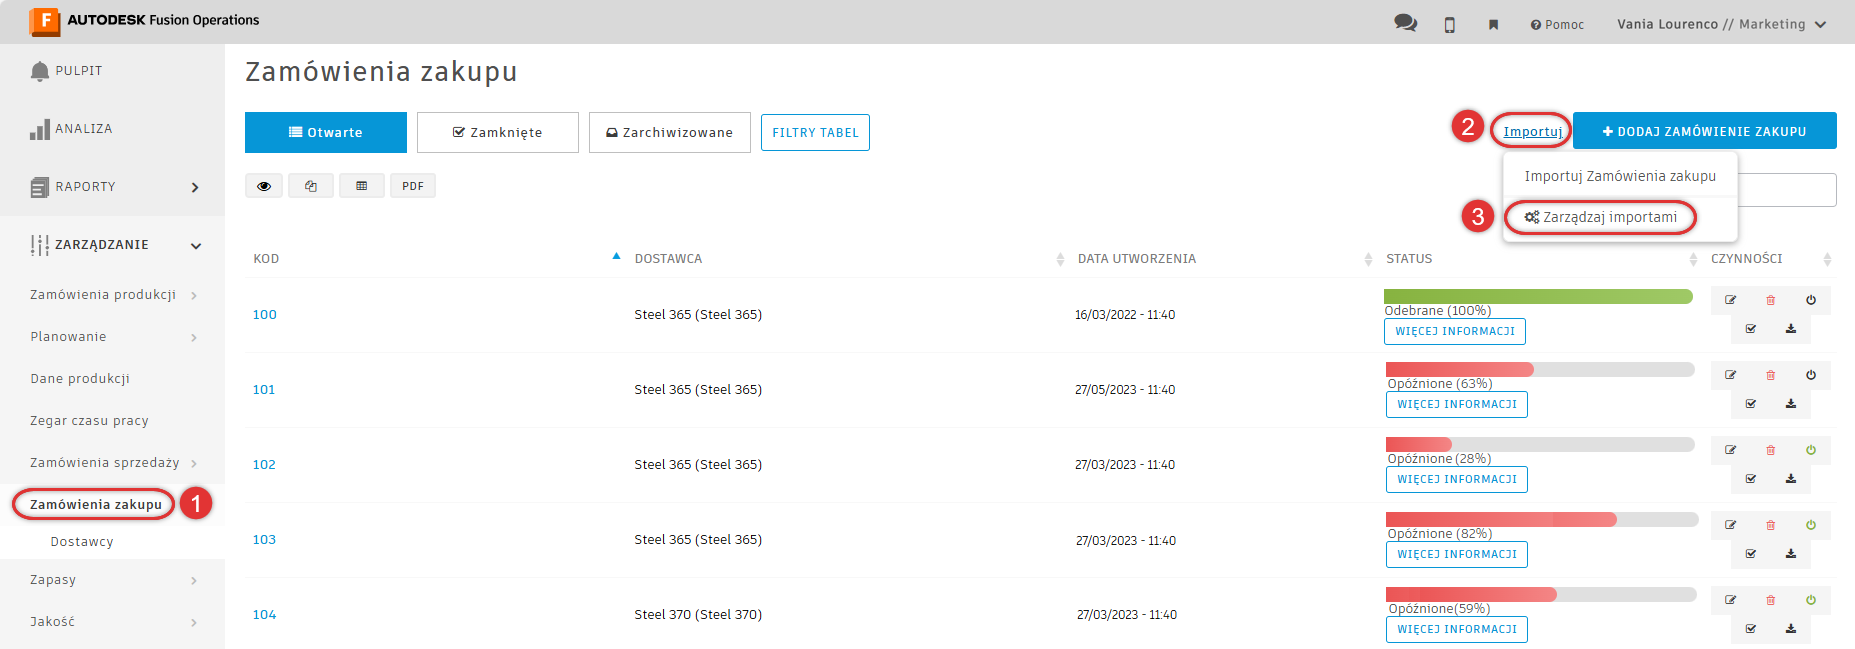 F AUTODESK Fusion Operations
Pomoc
Vania Lourenco // Marketing
PULPIT
ANALIZA
RAPORTY
ZARZĄDZANIE
Zamówienia produkcji
Planowanie
Dane produkcji
Zegar czasu pracy
Zamówienia sprzedaży
Zamówienia zakupu 1
Dostawcy
Zapasy
Jakość
Zamówienia zakupu
Otwarte Zamknięte Zarchiwizowane FILTRY TABEL
2 Importuj + DODAJ ZAMÓWIENIE ZAKUPU
PDF
Importuj Zamówienia zakupu
3 Zarządzaj importami
KOD DOSTAWCA DATA UTWORZENIA STATUS CZYNNOŚCI
100 Steel 365 (Steel 365) 16/03/2022 - 11:40 Odebrane (100%)
WIĘCEJ INFORMACJI
101 Steel 365 (Steel 365) 27/05/2023 - 11:40 Opóźnione (63%)
WIĘCEJ INFORMACJI
102 Steel 365 (Steel 365) 27/03/2023 - 11:40 Opóźnione (28%)
WIĘCEJ INFORMACJI
103 Steel 365 (Steel 365) 27/03/2023 - 11:40 Opóźnione (82%)
WIĘCEJ INFORMACJI
104 Steel 370 (Steel 370) 27/03/2023 - 11:40 Opóźnione(59%)
WIĘCEJ INFORMACJI